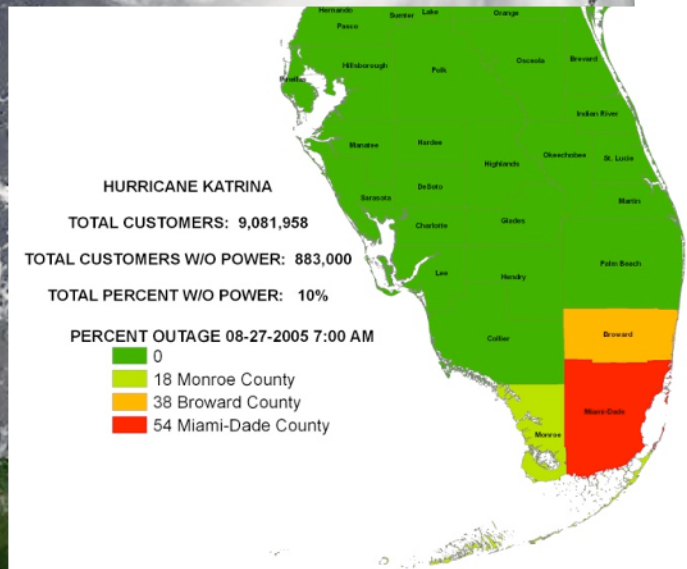 Hernando
Sumter
Lake
Orange
Pasco
Hillsborough
Polk
Osceola
Brevard
Pinellas
Indian River
Manatee
Hardee
Highlands
Okeechobee
St. Lucie
DeSoto
Sarasota
Martin
Charlotte
Glades
Lee
Hendry
Palm Beach
Collier
Broward
Miami-Dade
Monroe
HURRICANE KATRINA
TOTAL CUSTOMERS: 9,081,958
TOTAL CUSTOMERS W/O POWER: 883,000
TOTAL PERCENT W/O POWER: 10%
PERCENT OUTAGE 08-27-2005 7:00 AM
0
18 Monroe County
38 Broward County
54 Miami-Dade County